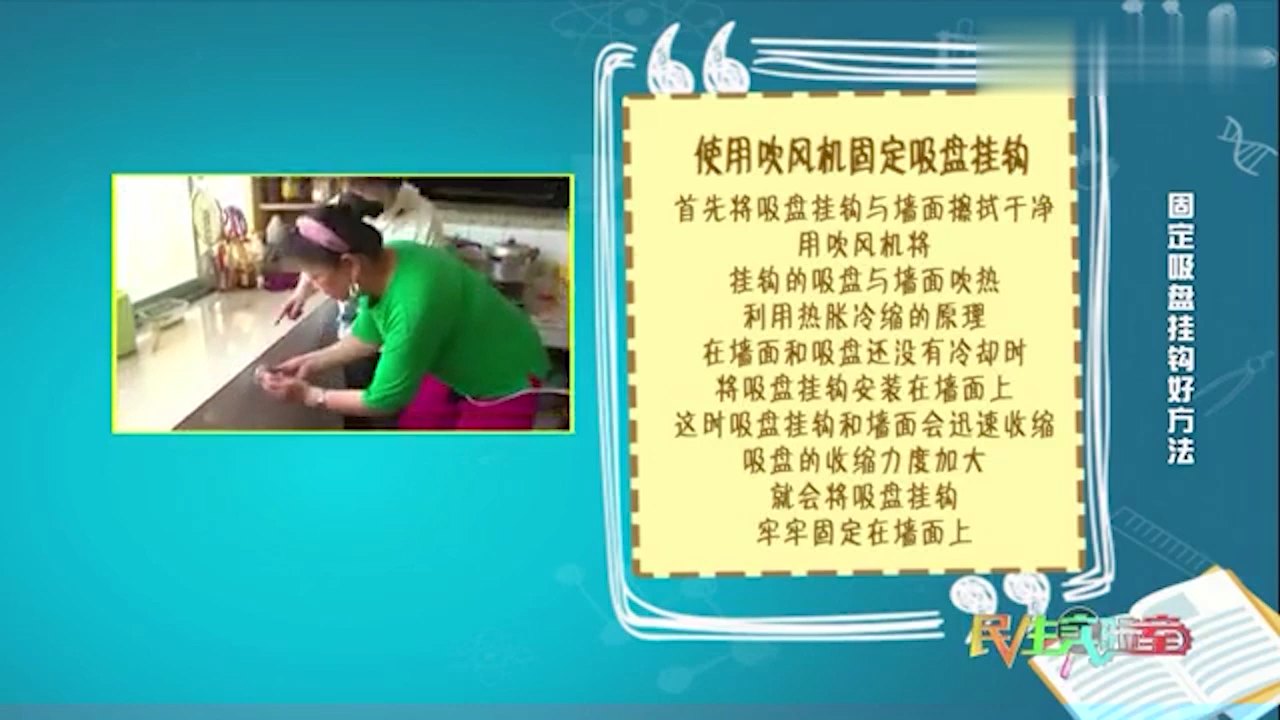 使用吹风机固定吸盘挂钩
首先将吸盘挂钩与墙面擦拭干净
用吹风机将
挂钩的吸盘与墙面吹热
利用热胀冷缩的原理
在墙面和吸盘还没有冷却时
将吸盘挂钩安装在墙面上
这时吸盘挂钩和墙面会迅速收缩
吸盘的收缩力度加大
就会将吸盘挂钩
牢牢固定在墙面上
固定吸盘挂钩好方法
民生实验室